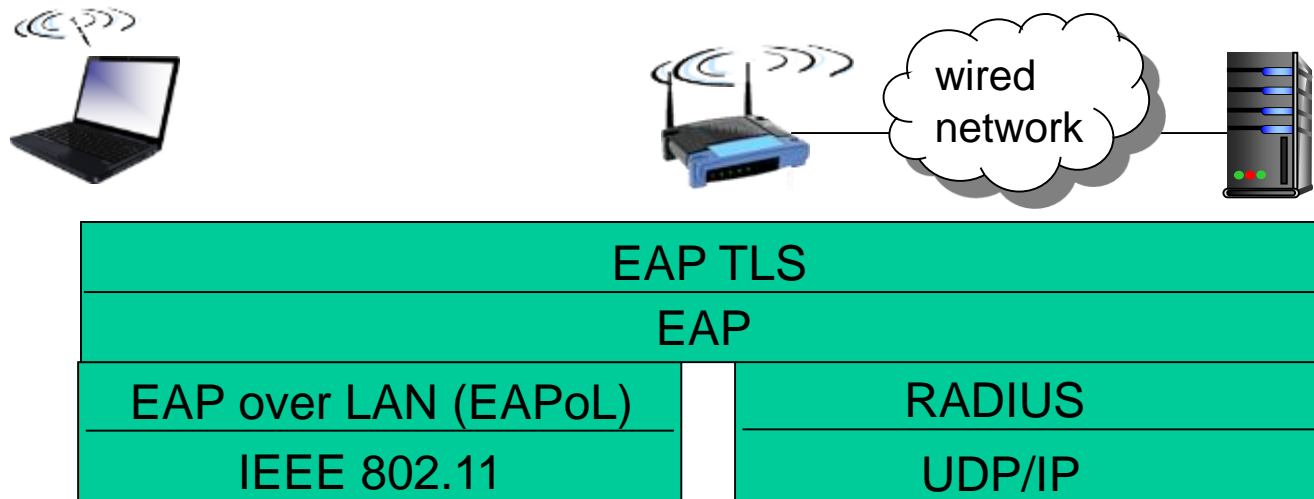 wired
network
EAP TLS
EAP
EAP over LAN (EAPoL)
RADIUS
IEEE 802.11
UDP/IP